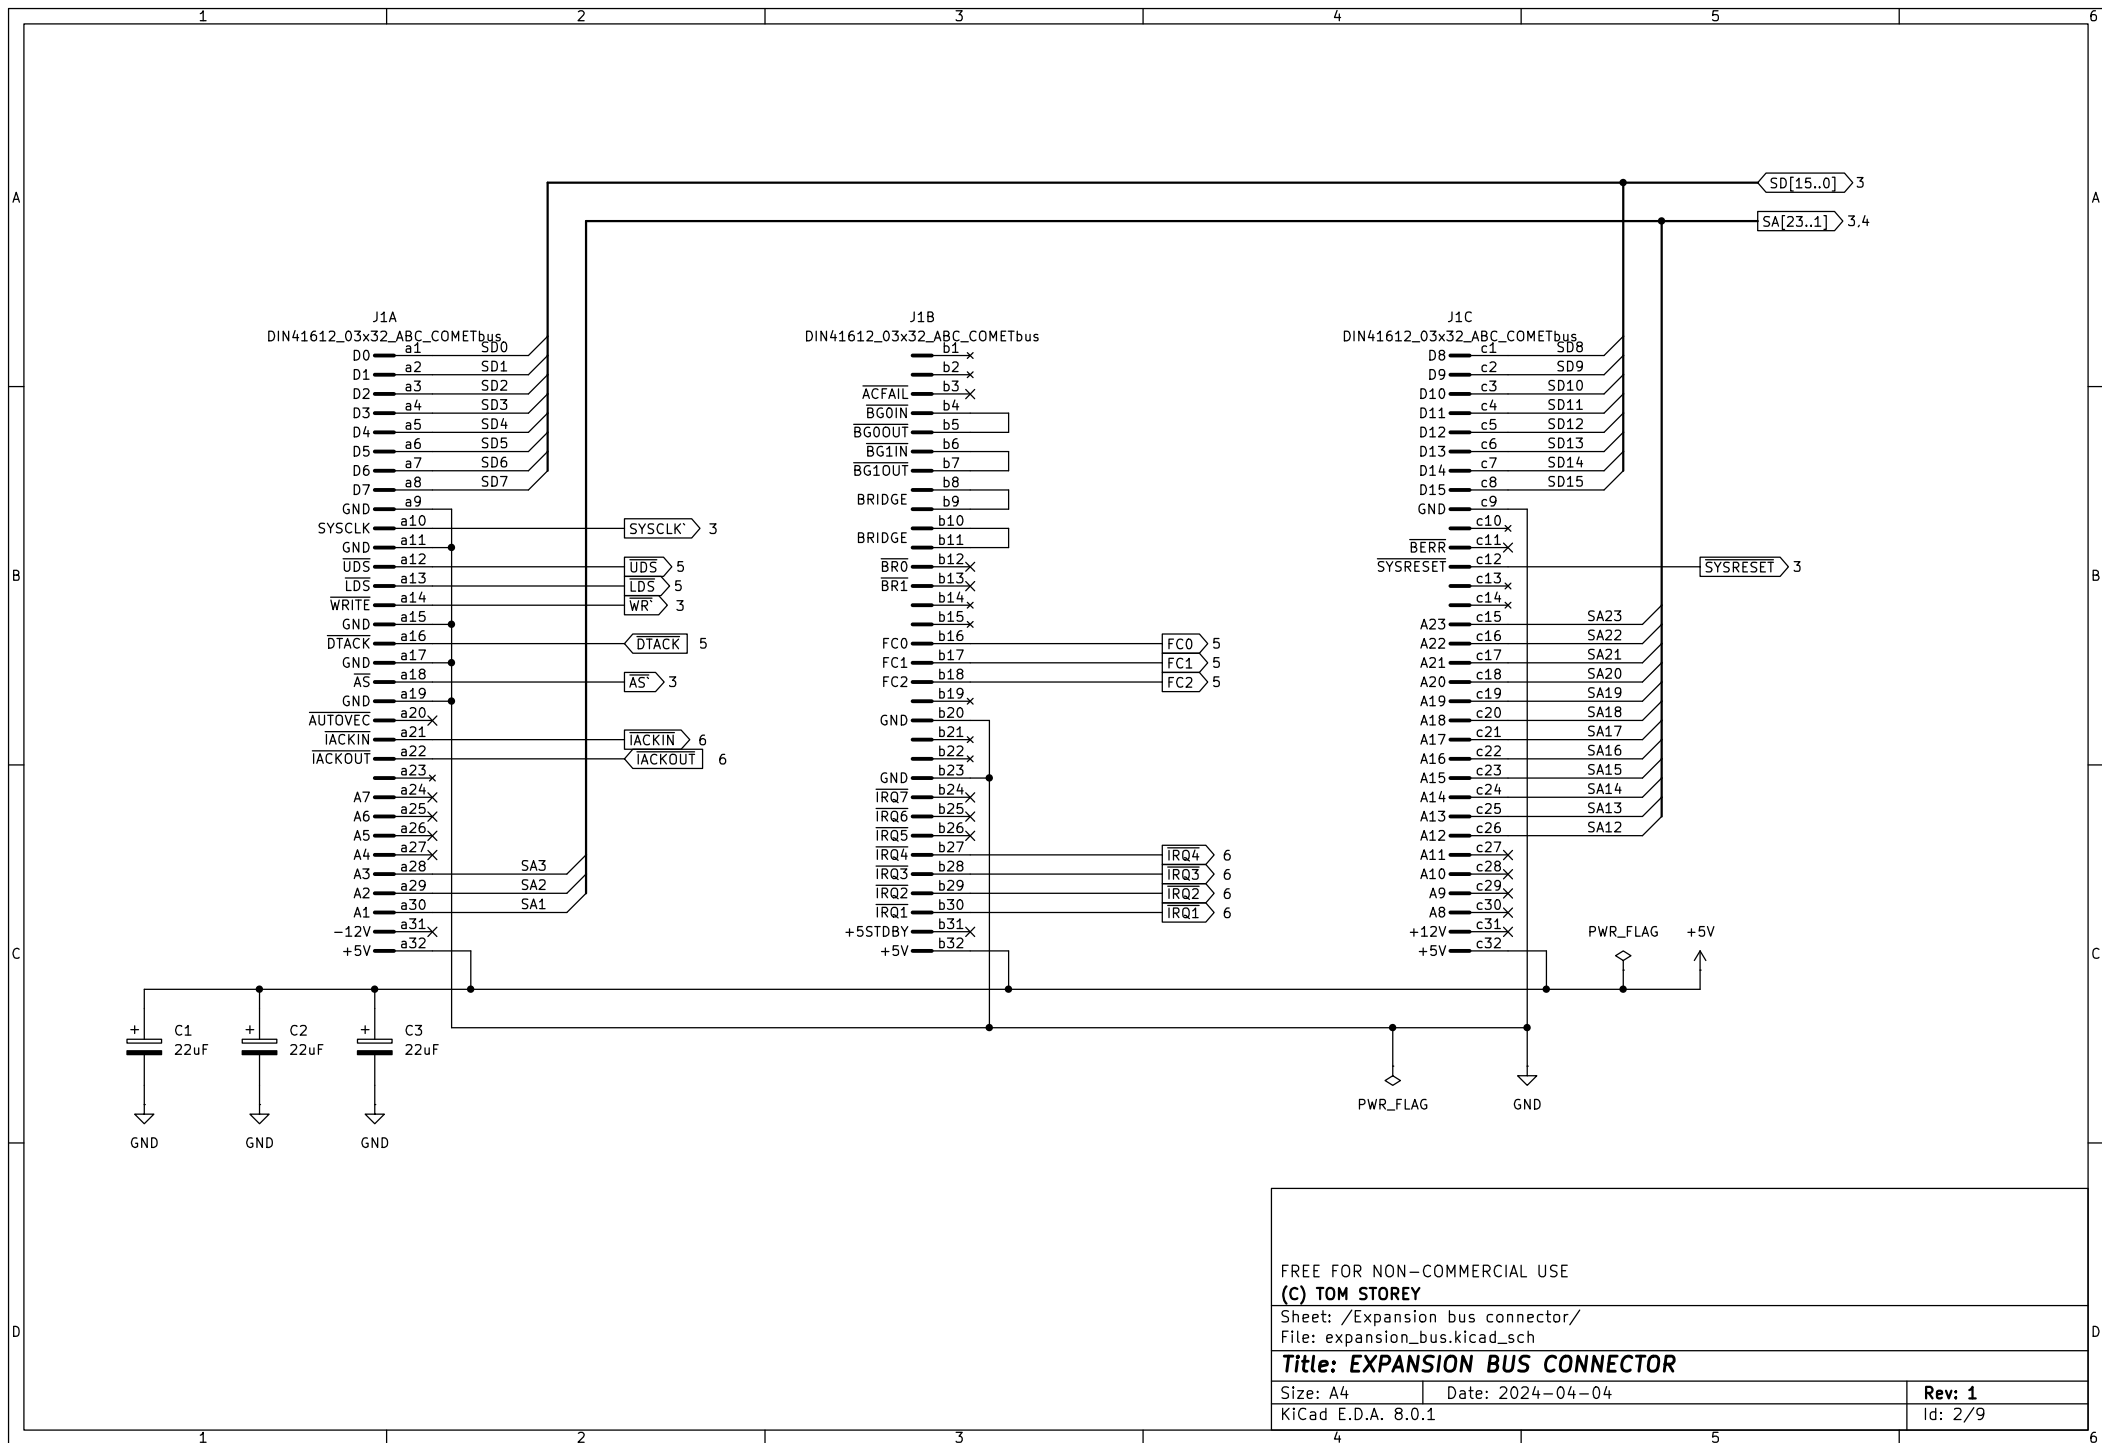 1 2 3 4 5 6
A A
SD[15..0] 3
SA[23..1] 3,4
J1A
DIN41612_03x32_ABC_COMETbus
D0 a1 SD0
D1 a2 SD1
D2 a3 SD2
D3 a4 SD3
D4 a5 SD4
D5 a6 SD5
D6 a7 SD6
D7 a8 SD7
GND a9
SYSCLK a10 SYSCLK` 3
GND a11
UDS a12 UDS 5
LDS a13 LDS 5
WRITE a14 WR` 3
GND a15
DTACK a16 DTACK 5
GND a17
AS a18 AS` 3
GND a19
AUTOVEC a20
IACKIN a21 IACKIN 6
IACKOUT a22 IACKOUT 6
a23
A7 a24
A6 a25
A5 a26
A4 a27
A3 a28 SA3
A2 a29 SA2
A1 a30 SA1
-12V a31
+5V a32
J1B
DIN41612_03x32_ABC_COMETbus
b1
b2
ACFAIL b3
BG0IN b4
BG0OUT b5
BG1IN b6
BG1OUT b7
b8
BRIDGE
b9
b10
BRIDGE
b11
BR0 b12
BR1 b13
b14
b15
FC0 b16 FC0 5
FC1 b17 FC1 5
FC2 b18 FC2 5
b19
GND b20
b21
b22
GND b23
IRQ7 b24
IRQ6 b25
IRQ5 b26
IRQ4 b27 IRQ4 6
IRQ3 b28 IRQ3 6
IRQ2 b29 IRQ2 6
IRQ1 b30 IRQ1 6
+5STDBY b31
+5V b32
J1C
DIN41612_03x32_ABC_COMETbus
D8 c1 SD8
D9 c2 SD9
D10 c3 SD10
D11 c4 SD11
D12 c5 SD12
D13 c6 SD13
D14 c7 SD14
D15 c8 SD15
GND c9
c10
BERR c11
SYSRESET c12 SYSRESET 3
c13
c14
A23 c15 SA23
A22 c16 SA22
A21 c17 SA21
A20 c18 SA20
A19 c19 SA19
A18 c20 SA18
A17 c21 SA17
A16 c22 SA16
A15 c23 SA15
A14 c24 SA14
A13 c25 SA13
A12 c26 SA12
A11 c27
A10 c28
A9 c29
A8 c30
+12V c31
+5V c32
PWR_FLAG +5V
B B
C C
+ C1 + C2 + C3
22uF 22uF 22uF
PWR_FLAG GND
GND GND GND
D D
FREE FOR NON-COMMERCIAL USE
(C) TOM STOREY
Sheet: /Expansion bus connector/
File: expansion_bus.kicad_sch
Title: EXPANSION BUS CONNECTOR
Size: A4 Date: 2024-04-04 Rev: 1
KiCad E.D.A. 8.0.1 Id: 2/9
1 2 3 4 5 6